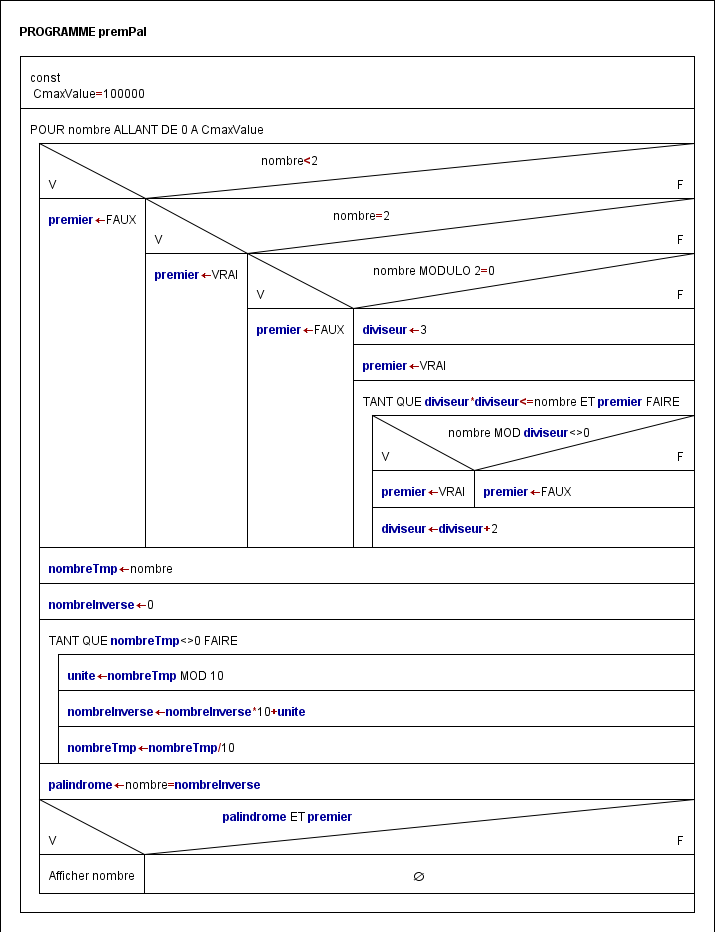 PROGRAMME premPal
const
CmaxValue=100000
POUR nombre ALLANT DE 0 A CmaxValue
nombre<2
V F
premier←FAUX
nombre=2
V F
premier←VRAI
nombre MODULO 2=0
V F
premier←FAUX
diviseur←3
premier←VRAI
TANT QUE diviseur*diviseur<=nombre ET premier FAIRE
nombre MOD diviseur<>0
V F
premier←VRAI premier←FAUX
diviseur←diviseur+2
nombreTmp←nombre
nombreInverse←0
TANT QUE nombreTmp<>0 FAIRE
unite←nombreTmp MOD 10
nombreInverse←nombreInverse*10+unite
nombreTmp←nombreTmp/10
palindrome←nombre=nombreInverse
palindrome ET premier
V F
Afficher nombre ∅